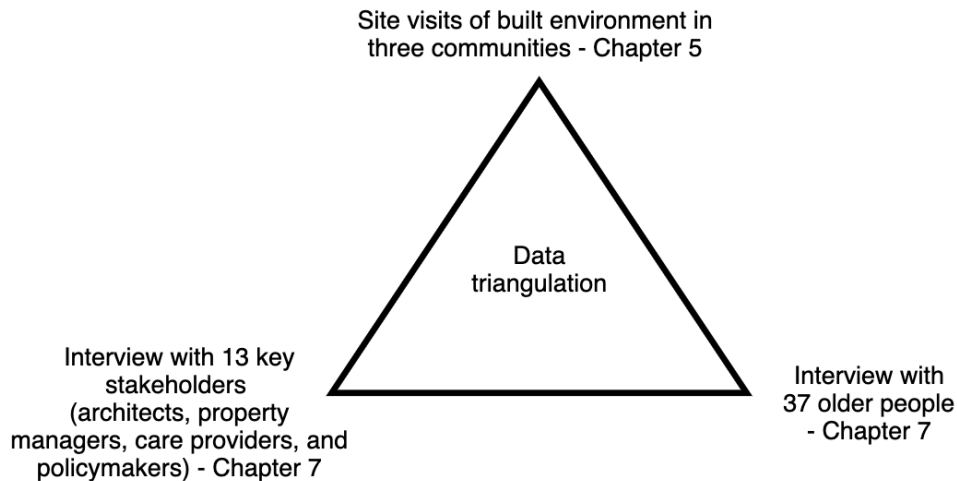 Site visits of built environment in
three communities - Chapter 5
Data
triangulation
Interview with 13 key
stakeholders
(architects, property
managers, care providers, and
policymakers) - Chapter 7
Interview with
37 older people
- Chapter 7